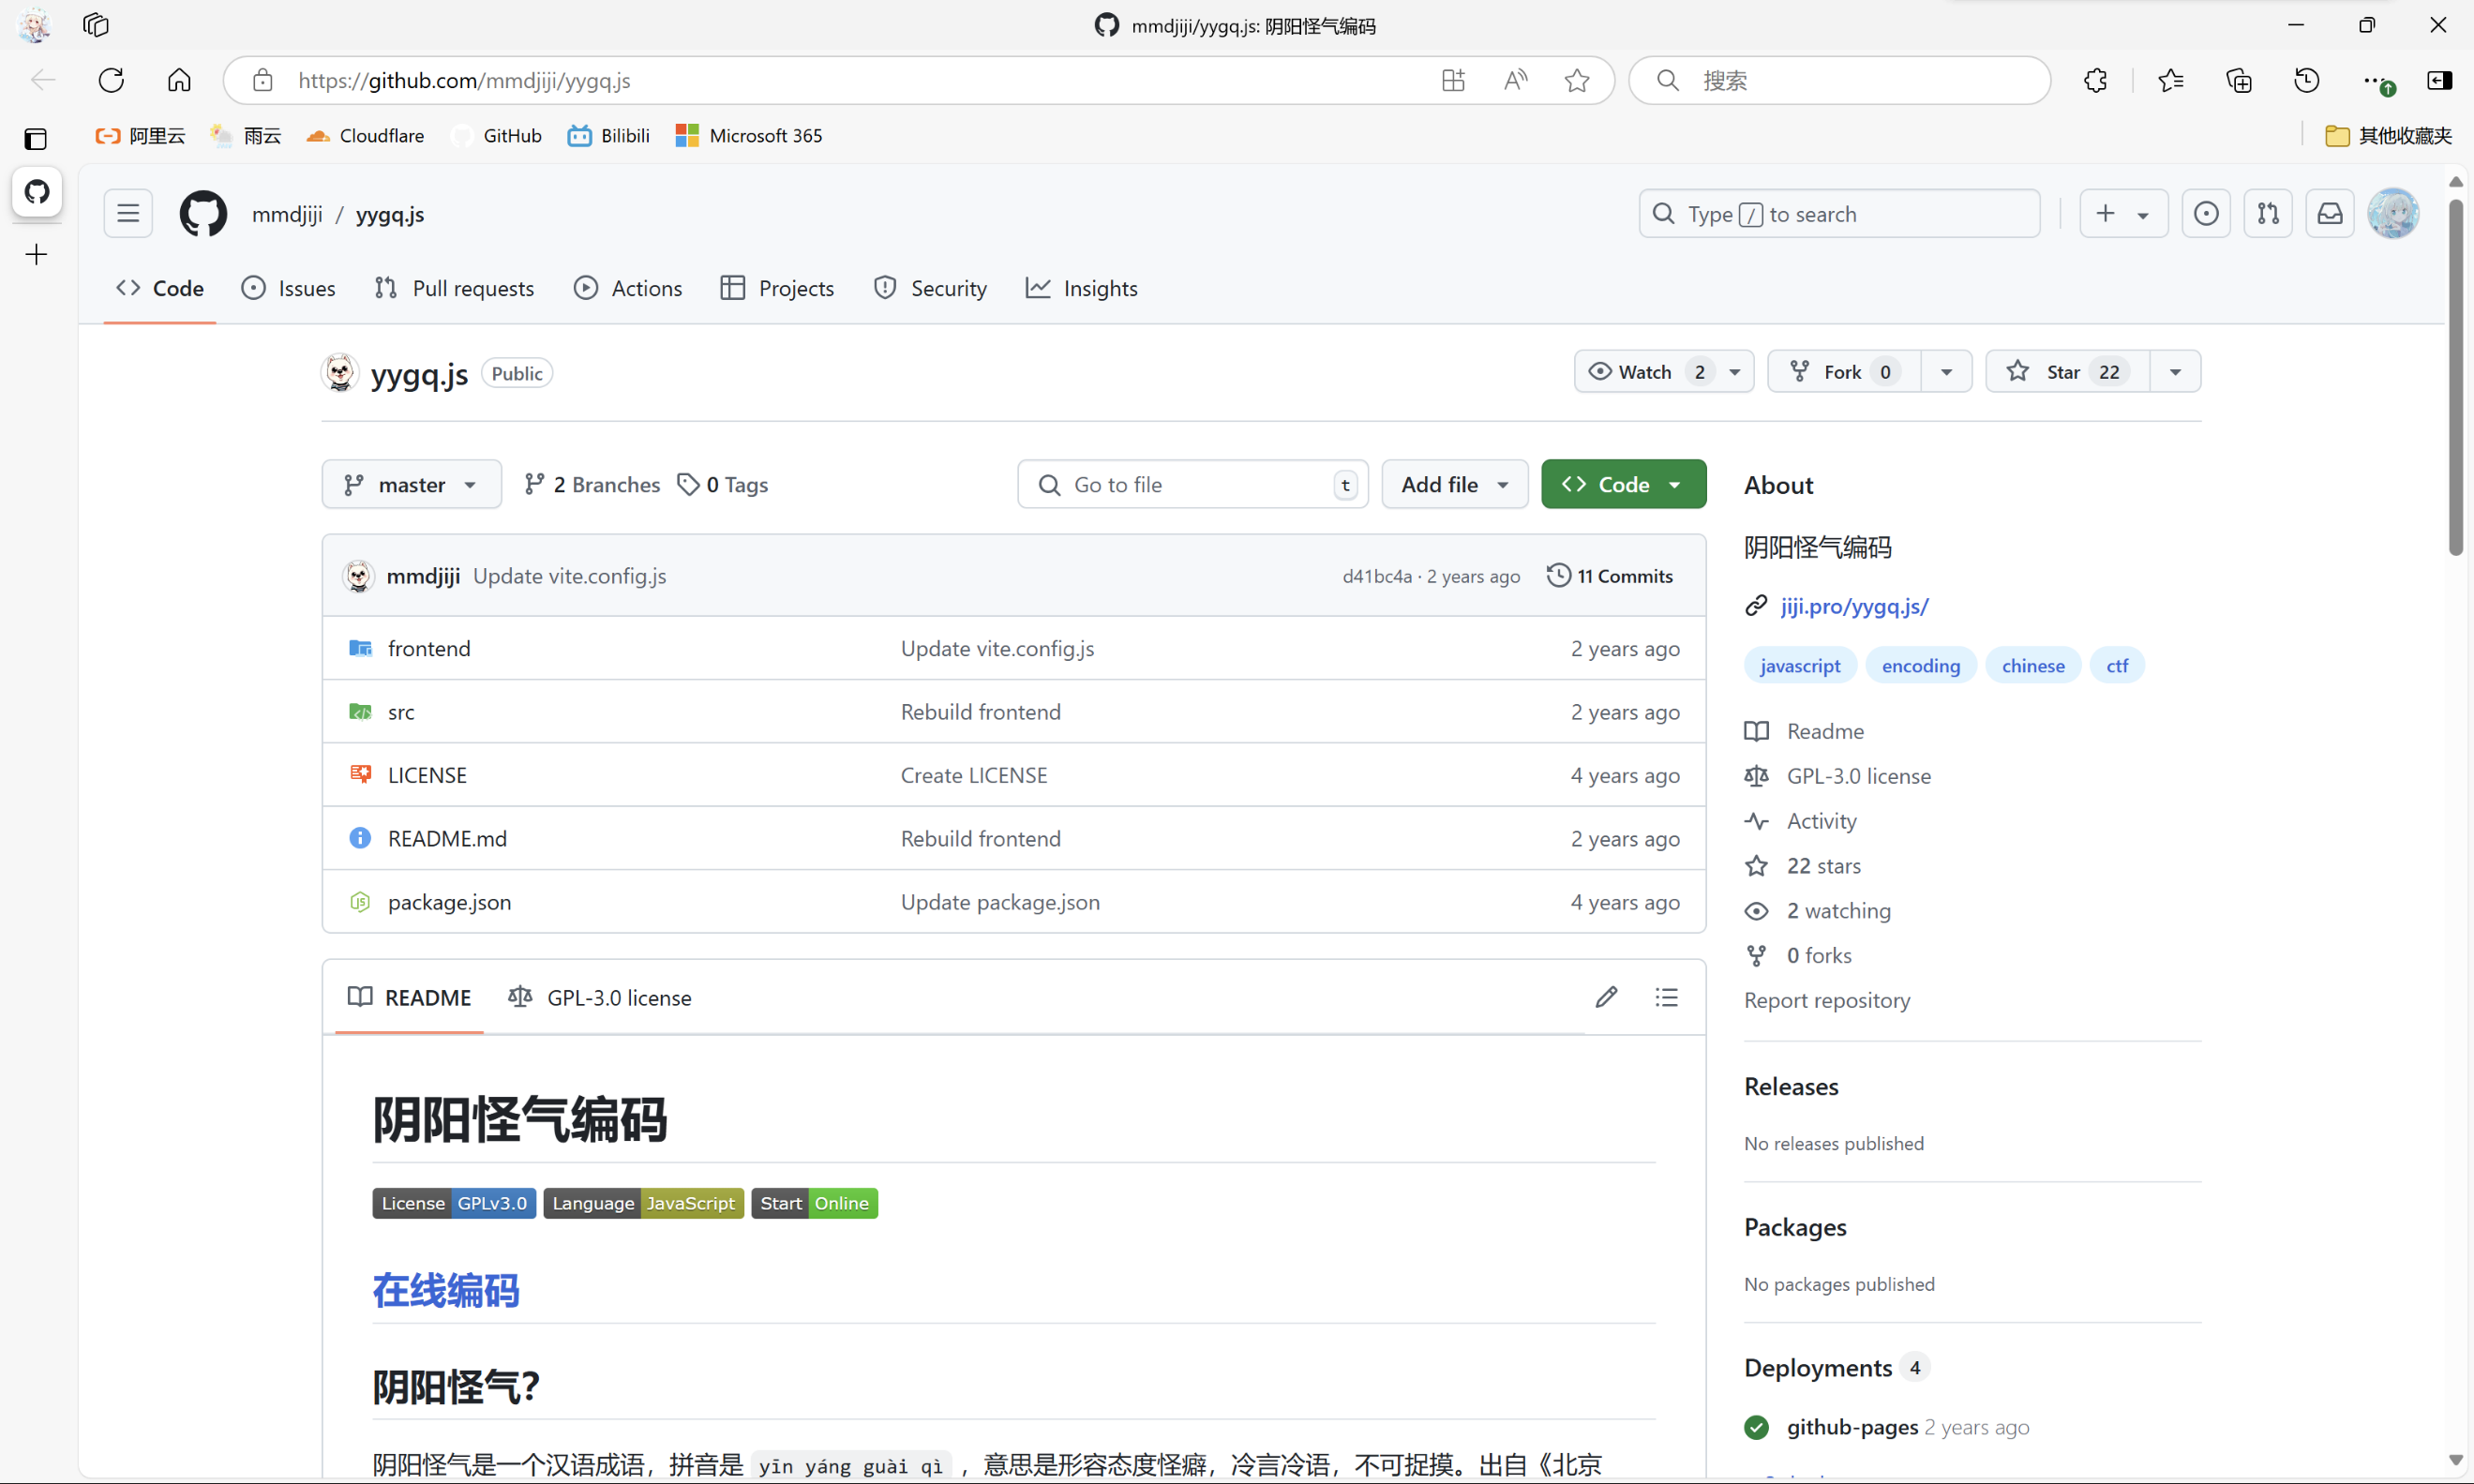 mmdjiji/yygq.js: 阴阳怪气编码
https://github.com/mmdjiji/yygq.js
搜索
阿里云 雨云 Cloudflare GitHub Bilibili Microsoft 365 其他收藏夹
mmdjiji / yygq.js Type / to search
Code Issues Pull requests Actions Projects Security Insights
yygq.js Public Watch 2 Fork 0 Star 22
master 2 Branches 0 Tags Go to file t Add file Code
mmdjiji Update vite.config.js d41bc4a · 2 years ago 11 Commits
frontend Update vite.config.js 2 years ago
src Rebuild frontend 2 years ago
LICENSE Create LICENSE 4 years ago
README.md Rebuild frontend 2 years ago
package.json Update package.json 4 years ago
README GPL-3.0 license
阴阳怪气编码
License GPLv3.0 Language JavaScript Start Online
在线编码
阴阳怪气?
阴阳怪气是一个汉语成语，拼音是 yīn yáng guài qì ，意思是形容态度怪癖，冷言冷语，不可捉摸。出自《北京
About
阴阳怪气编码
jiji.pro/yygq.js/
javascript encoding chinese ctf
Readme
GPL-3.0 license
Activity
22 stars
2 watching
0 forks
Report repository
Releases
No releases published
Packages
No packages published
Deployments 4
github-pages 2 years ago